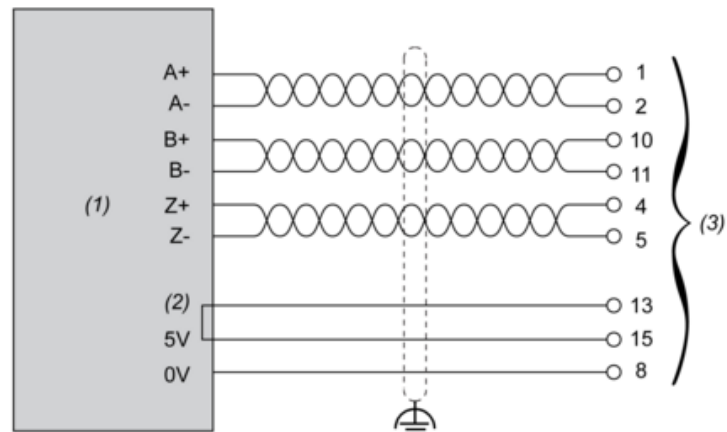 A+ 1
A- 2
B+ 10
B- 11
(1) Z+ 4 (3)
Z- 5
(2) 13
5V 15
0V 8